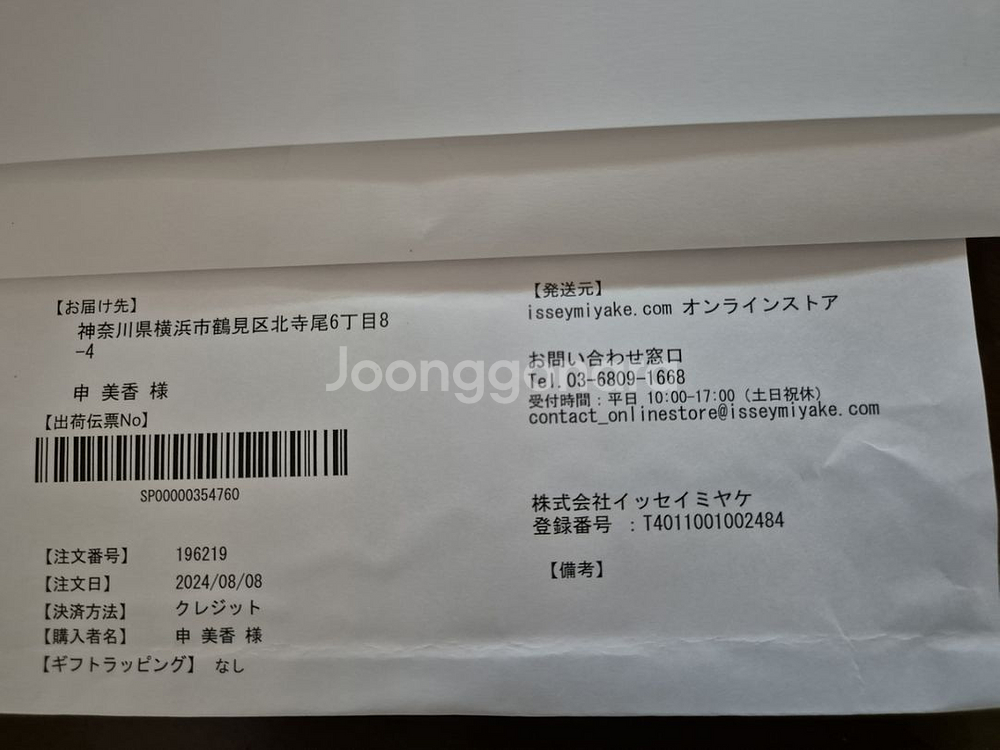 【お届け先】
神奈川県横浜市鶴見区北寺尾6丁目8
-4
申 美香 様
【出荷伝票No】
SP00000354760
【注文番号】 196219
【注文日】 2024/08/08
【決済方法】 クレジット
【購入者名】 申 美香 様
【ギフトラッピング】 なし
【発送元】
isseymiyake.com オンラインストア
お問い合わせ窓口
Tel.03-6809-1668
受付時間：平日 10:00-17:00（土日祝休）
contact_onlinestore@isseymiyake.com
株式会社イッセイミヤケ
登録番号 ：T4011001002484
【備考】
Joonggonara